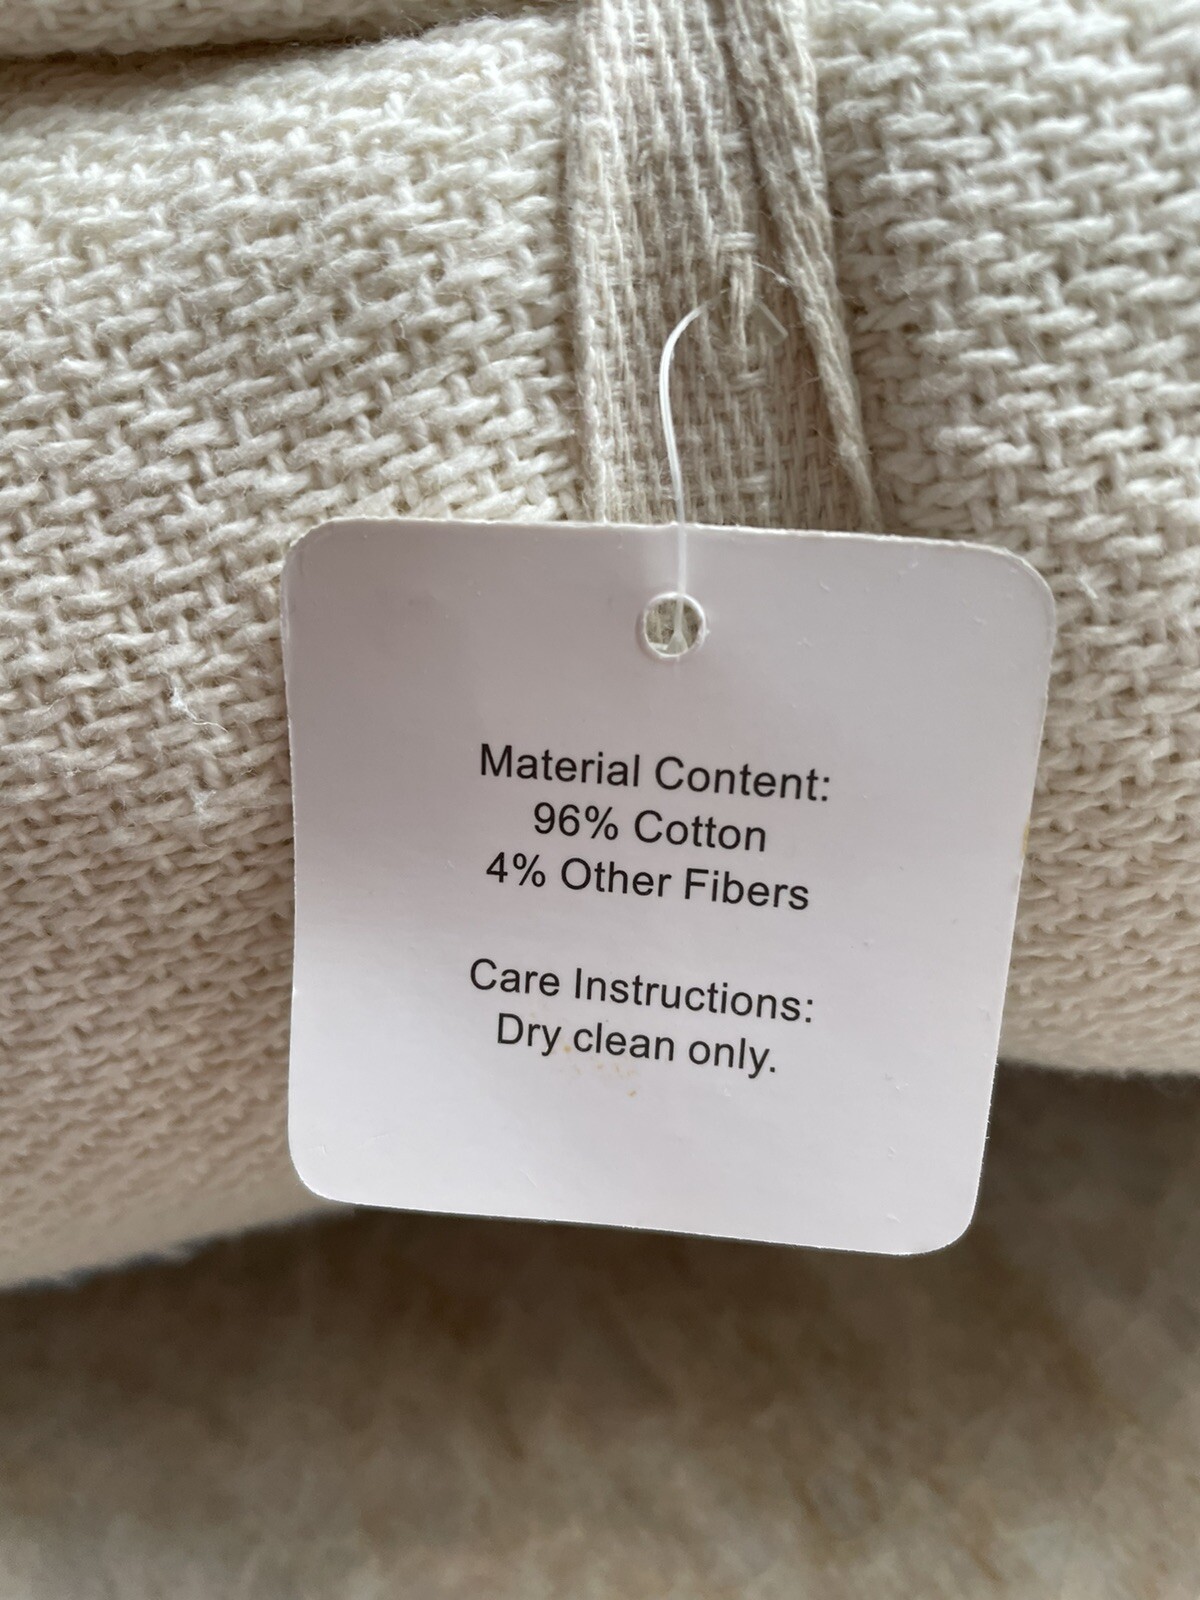 Material Content:
96% Cotton
4% Other Fibers
Care Instructions:
Dry clean only.